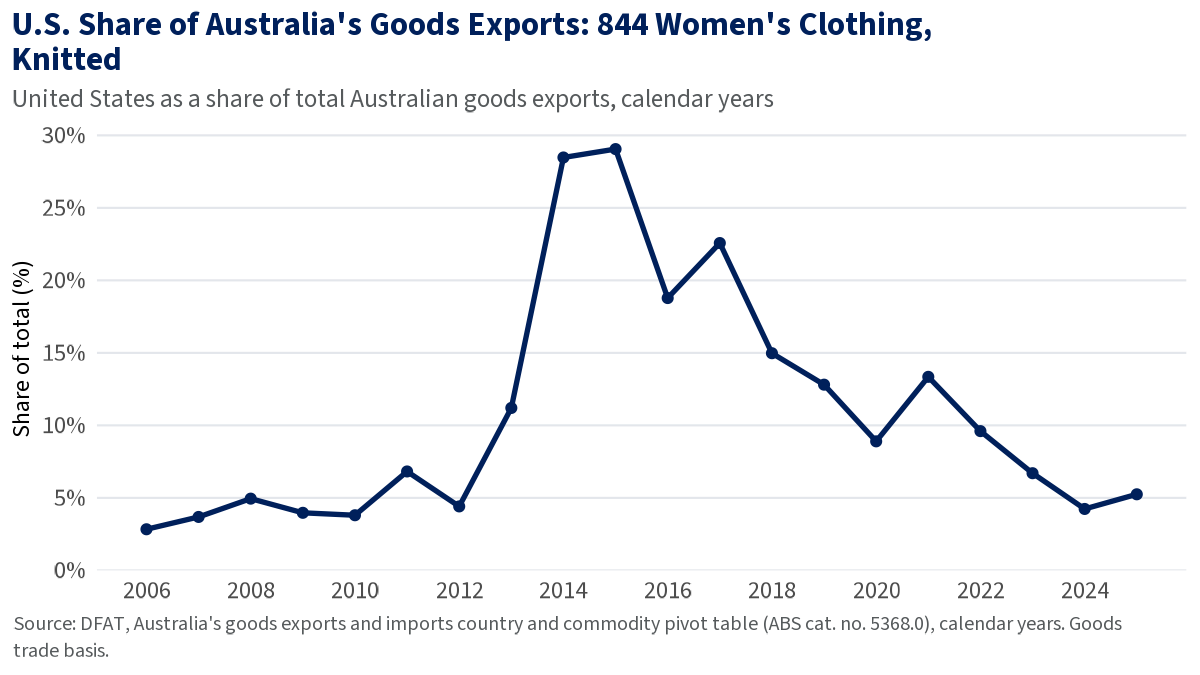 U.S. Share of Australia's Goods Exports: 844 Women's Clothing,
Knitted
United States as a share of total Australian goods exports, calendar years
Share of total (%)
30%
25%
20%
15%
10%
5%
0%
2006 2008 2010 2012 2014 2016 2018 2020 2022 2024
Source: DFAT, Australia's goods exports and imports country and commodity pivot table (ABS cat. no. 5368.0), calendar years. Goods
trade basis.